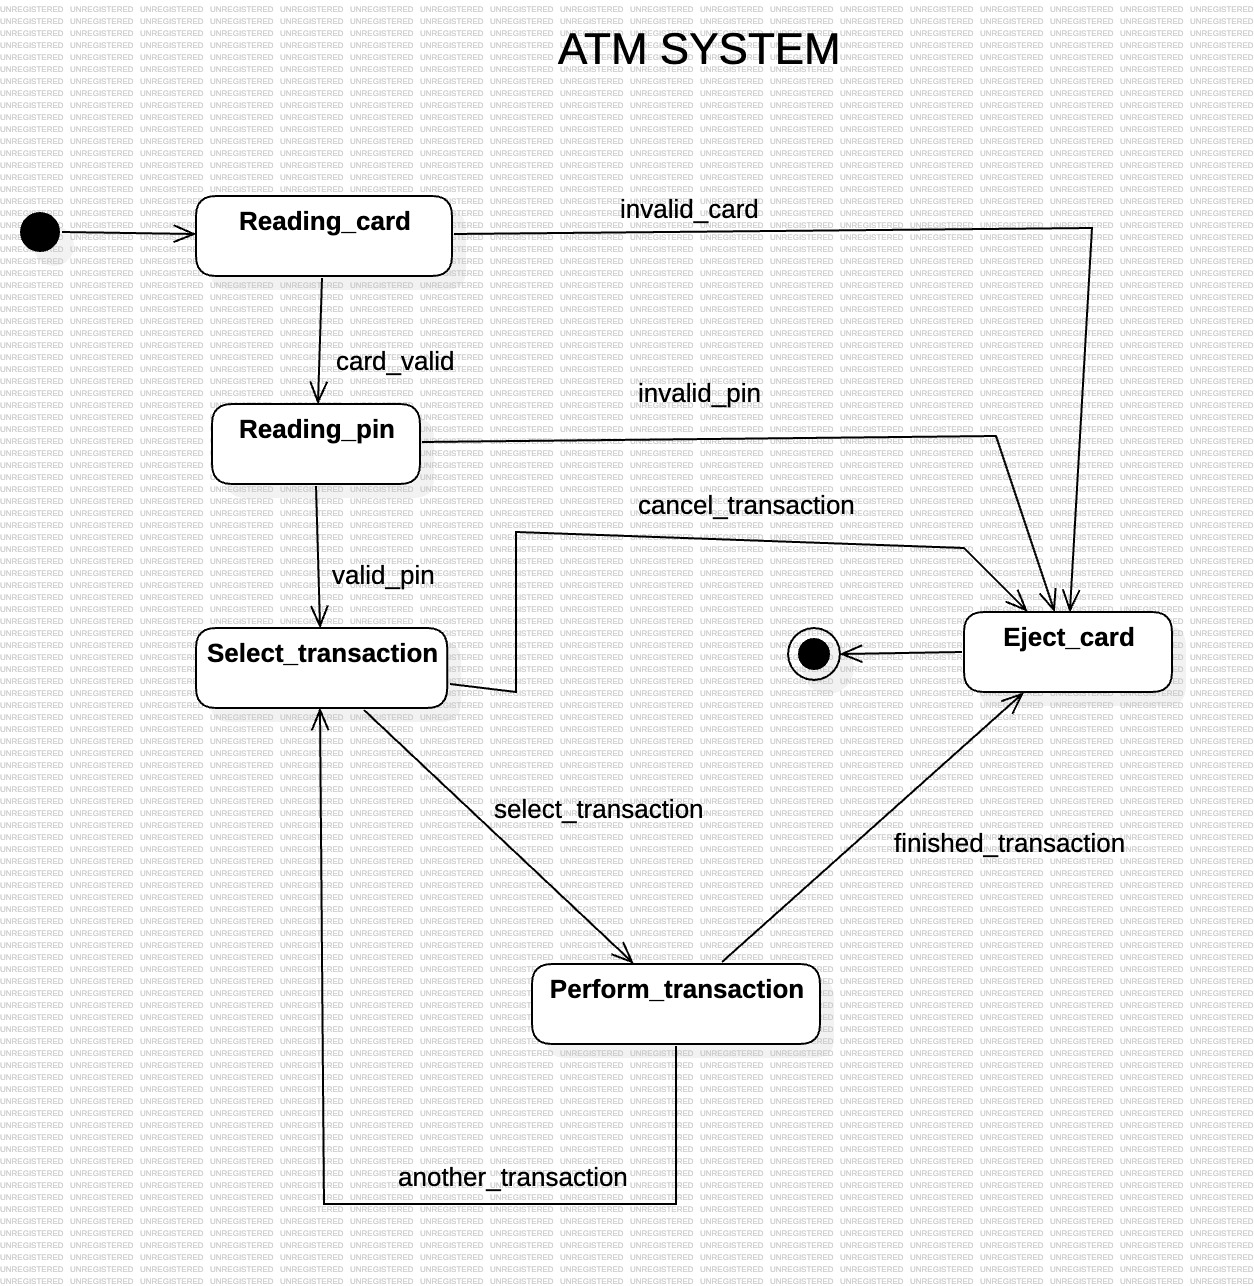 ATM SYSTEM
Reading_card
invalid_card
card_valid
invalid_pin
Reading_pin
cancel_transaction
valid_pin
Select_transaction
Eject_card
select_transaction
finished_transaction
Perform_transaction
another_transaction
UNREGISTERED